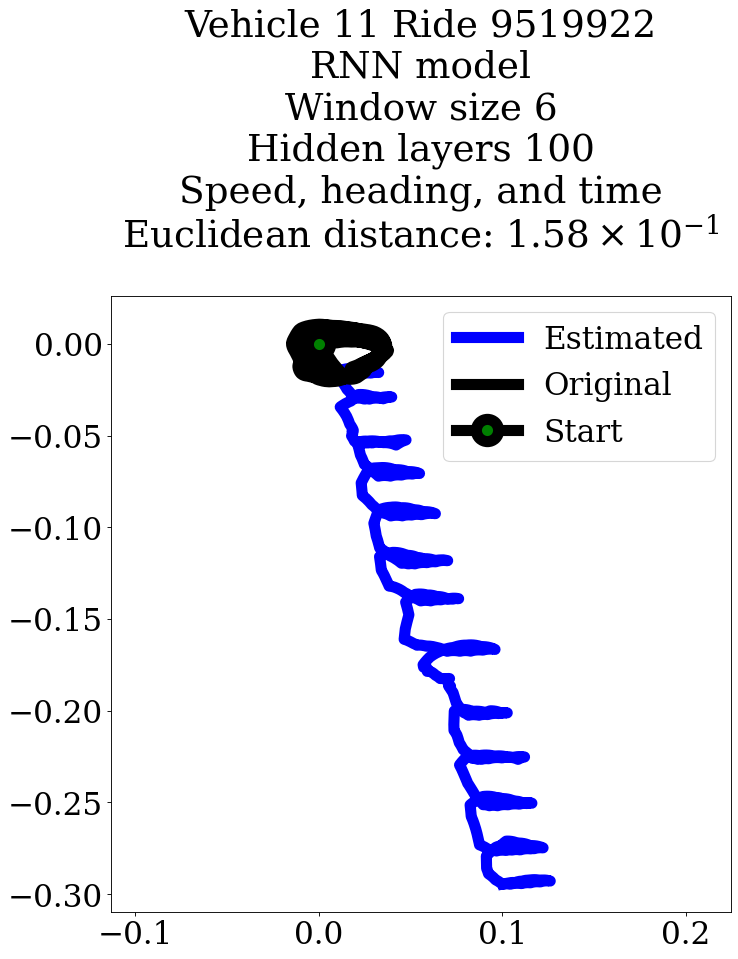 Vehicle 11 Ride 9519922
RNN model
Window size 6
Hidden layers 100
Speed, heading, and time
Euclidean distance: 1.58 × 10⁻¹
Estimated
Original
Start
0.00
−0.05
−0.10
−0.15
−0.20
−0.25
−0.30
−0.1 0.0 0.1 0.2